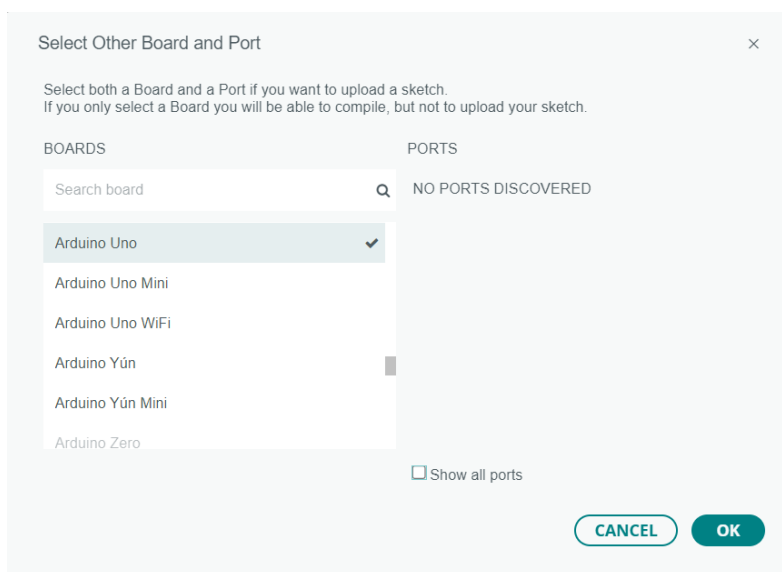 Select Other Board and Port
Select both a Board and a Port if you want to upload a sketch.
If you only select a Board you will be able to compile, but not to upload your sketch.
BOARDS
PORTS
Search board
NO PORTS DISCOVERED
Arduino Uno
Arduino Uno Mini
Arduino Uno WiFi
Arduino Yún
Arduino Yún Mini
Arduino Zero
Show all ports
CANCEL
OK